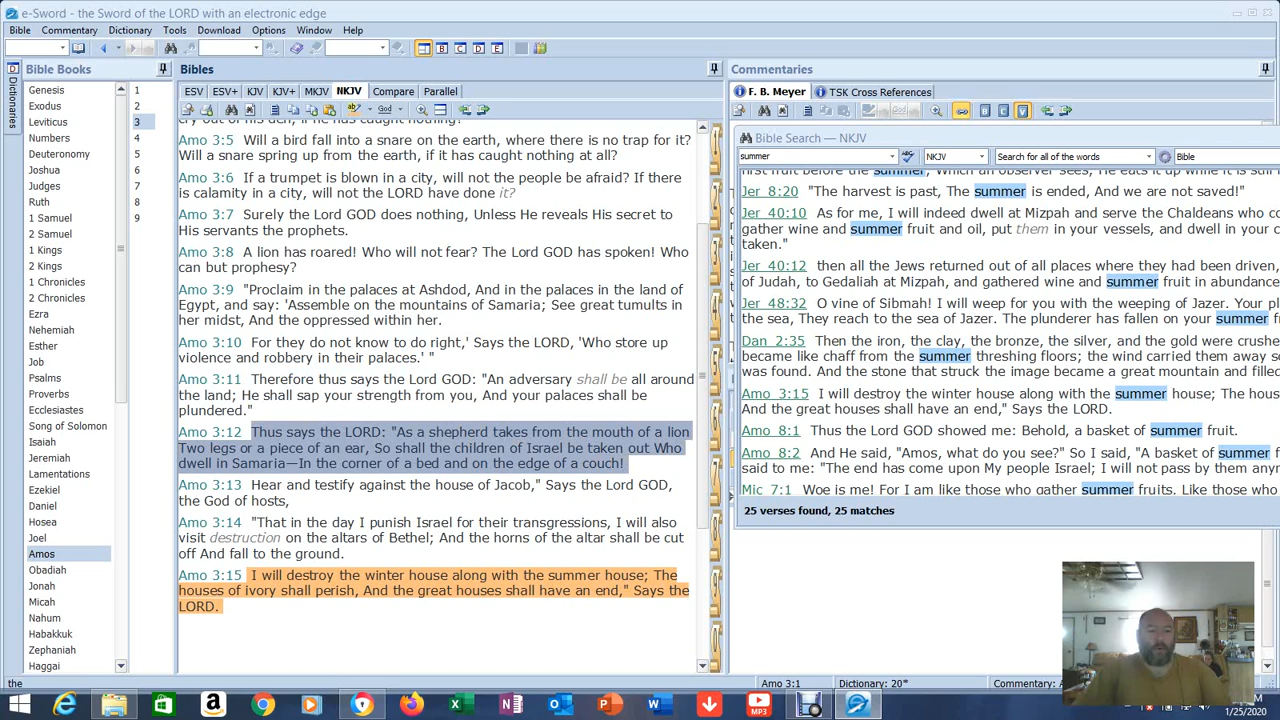 e-Sword - the Sword of the LORD with an electronic edge
Bible Commentary Dictionary Tools Download Options Window Help
B C D E
Dictionaries
Bible Books
Genesis
Exodus
Leviticus
Numbers
Deuteronomy
Joshua
Judges
Ruth
1 Samuel
2 Samuel
1 Kings
2 Kings
1 Chronicles
2 Chronicles
Ezra
Nehemiah
Esther
Job
Psalms
Proverbs
Ecclesiastes
Song of Solomon
Isaiah
Jeremiah
Lamentations
Ezekiel
Daniel
Hosea
Joel
Amos
Obadiah
Jonah
Micah
Nahum
Habakkuk
Zephaniah
Haggai
1
2
3
4
5
6
7
8
9
Bibles
ESV ESV+ KJV KJV+ MKJV NKJV Compare Parallel
God
Amo 3:5 Will a bird fall into a snare on the earth, where there is no trap for it?
Will a snare spring up from the earth, if it has caught nothing at all?
Amo 3:6 If a trumpet is blown in a city, will not the people be afraid? If there
is calamity in a city, will not the LORD have done it?
Amo 3:7 Surely the Lord GOD does nothing, Unless He reveals His secret to
His servants the prophets.
Amo 3:8 A lion has roared! Who will not fear? The Lord GOD has spoken! Who
can but prophesy?
Amo 3:9 "Proclaim in the palaces at Ashdod, And in the palaces in the land of
Egypt, and say: 'Assemble on the mountains of Samaria; See great tumults in
her midst, And the oppressed within her.
Amo 3:10 For they do not know to do right,' Says the LORD, 'Who store up
violence and robbery in their palaces.' "
Amo 3:11 Therefore thus says the Lord GOD: "An adversary shall be all around
the land; He shall sap your strength from you, And your palaces shall be
plundered."
Amo 3:12 Thus says the LORD: "As a shepherd takes from the mouth of a lion
Two legs or a piece of an ear, So shall the children of Israel be taken out Who
dwell in Samaria—In the corner of a bed and on the edge of a couch!
Amo 3:13 Hear and testify against the house of Jacob," Says the Lord GOD,
the God of hosts,
Amo 3:14 "That in the day I punish Israel for their transgressions, I will also
visit destruction on the altars of Bethel; And the horns of the altar shall be cut
off And fall to the ground.
Amo 3:15 I will destroy the winter house along with the summer house; The
houses of ivory shall perish, And the great houses shall have an end," Says the
LORD.
Commentaries
F. B. Meyer TSK Cross References
Bible Search — NKJV
summer NKJV Search for all of the words Bible
first fruit before the summer, Which an observer sees, He eats it up while it is still
Jer 8:20 "The harvest is past, The summer is ended, And we are not saved!"
Jer 40:10 As for me, I will indeed dwell at Mizpah and serve the Chaldeans who
gather wine and summer fruit and oil, put them in your vessels, and dwell in your
taken."
Jer 40:12 then all the Jews returned out of all places where they had been driven,
of Judah, to Gedaliah at Mizpah, and gathered wine and summer fruit in abundance
Jer 48:32 O vine of Sibmah! I will weep for you with the weeping of Jazer. Your
the sea, They reach to the sea of Jazer. The plunderer has fallen on your summer
Dan 2:35 Then the iron, the clay, the bronze, the silver, and the gold were crushed
became like chaff from the summer threshing floors; the wind carried them away
was found. And the stone that struck the image became a great mountain and filled
Amo 3:15 I will destroy the winter house along with the summer house; The
And the great houses shall have an end," Says the LORD.
Amo 8:1 Thus the Lord GOD showed me: Behold, a basket of summer fruit.
Amo 8:2 And He said, "Amos, what do you see?" So I said, "A basket of summer
said to me: "The end has come upon My people Israel; I will not pass by them
Mic 7:1 Woe is me! For I am like those who gather summer fruits, Like those who
25 verses found, 25 matches
the Amo 3:1 Dictionary: 20* Commentary:
MP3
1/25/2020